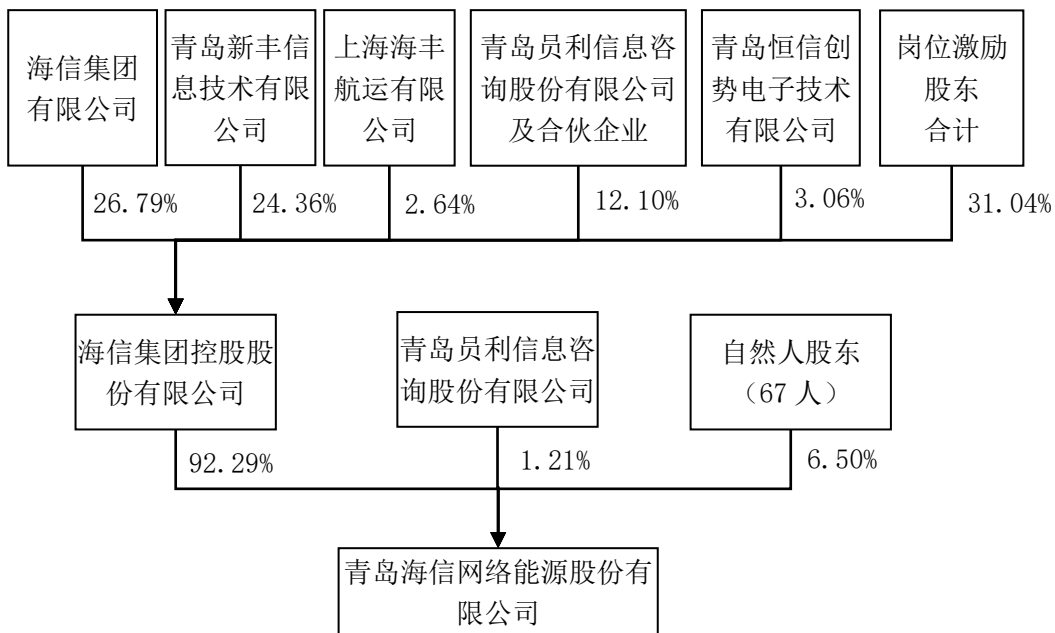 海信集团
有限公司
青岛新丰信
息技术有限
公司
上海海丰
航运有限
公司
青岛员利信息咨
询股份有限公司
及合伙企业
青岛恒信创
势电子技术
有限公司
岗位激励
股东
合计
26.79%
24.36%
2.64%
12.10%
3.06%
31.04%
海信集团控股股
份有限公司
青岛员利信息咨
询股份有限公司
自然人股东
（67 人）
92.29%
1.21%
6.50%
青岛海信网络能源股份有
限公司